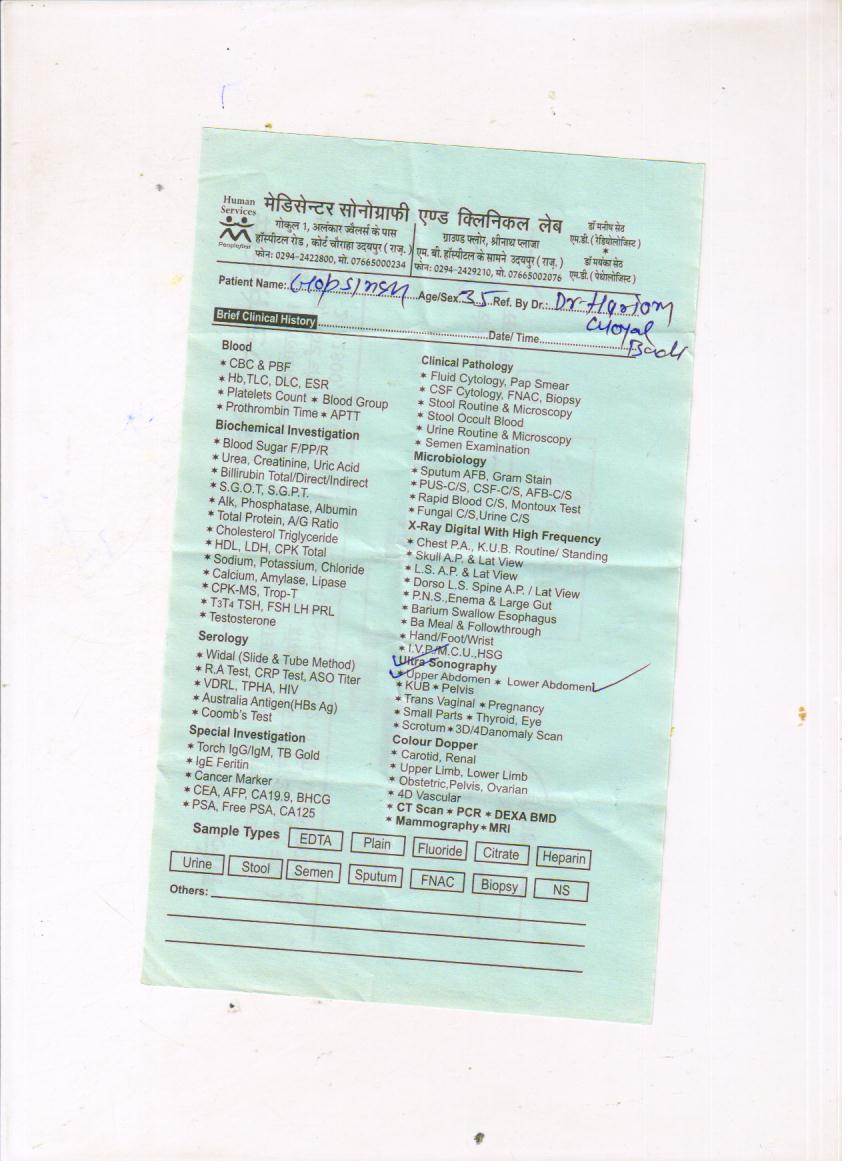 Human
Services
Peoplefirst
मेडिसेन्टर सोनोग्राफी एण्ड क्लिनिकल लेब
गोकुल 1, अलंकार ज्वैलर्स के पास
हॉस्पीटल रोड, कोर्ट चौराहा उदयपुर (राज.)
फोन: 0294-2422800, मो. 07665000234
ग्राउण्ड फ्लोर, श्रीनाथ प्लाजा
एम. बी. हॉस्पिटल के सामने उदयपुर (राज.)
फोन: 0294-2429210, मो. 07665002076
डॉ मनीष सेठ
एम.डी. (रेडियोलोजिस्ट)
*
डॉ मयंका सेठ
एम.डी. (पेथोलोजिस्ट)
Patient Name: Gopsingh Age/Sex 35 Ref. By Dr.: Dr. Hariom
Goyal
Brief Clinical History Date/ Time
Blood
* CBC & PBF
* Hb,TLC, DLC, ESR
* Platelets Count * Blood Group
* Prothrombin Time * APTT
Biochemical Investigation
* Blood Sugar F/PP/R
* Urea, Creatinine, Uric Acid
* Billirubin Total/Direct/Indirect
* S.G.O.T, S.G.P.T.
* Alk, Phosphatase, Albumin
* Total Protein, A/G Ratio
* Cholesterol Triglyceride
* HDL, LDH, CPK Total
* Sodium, Potassium, Chloride
* Calcium, Amylase, Lipase
* CPK-MS, Trop-T
* T3T4 TSH, FSH LH PRL
* Testosterone
Serology
* Widal (Slide & Tube Method)
* R.A Test, CRP Test, ASO Titer
* VDRL, TPHA, HIV
* Australia Antigen(HBs Ag)
* Coomb's Test
Special Investigation
* Torch IgG/IgM, TB Gold
* IgE Feritin
* Cancer Marker
* CEA, AFP, CA19.9, BHCG
* PSA, Free PSA, CA125
Clinical Pathology
* Fluid Cytology, Pap Smear
* CSF Cytology, FNAC, Biopsy
* Stool Routine & Microscopy
* Stool Occult Blood
* Urine Routine & Microscopy
* Semen Examination
Microbiology
* Sputum AFB, Gram Stain
* PUS-C/S, CSF-C/S, AFB-C/S
* Rapid Blood C/S, Montoux Test
* Fungal C/S,Urine C/S
X-Ray Digital With High Frequency
* Chest P.A., K.U.B. Routine/ Standing
* Skull A.P. & Lat View
* L.S. A.P. & Lat View
* Dorso L.S. Spine A.P. / Lat View
* P.N.S.,Enema & Large Gut
* Barium Swallow Esophagus
* Ba Meal & Followthrough
* Hand/Foot/Wrist
* I.V.P./M.C.U.,HSG
Ultra Sonography
* Upper Abdomen * Lower Abdomen
* KUB * Pelvis
* Trans Vaginal * Pregnancy
* Small Parts * Thyroid, Eye
* Scrotum * 3D/4Danomaly Scan
Colour Dopper
* Carotid, Renal
* Upper Limb, Lower Limb
* Obstetric,Pelvis, Ovarian
* 4D Vascular
* CT Scan * PCR * DEXA BMD
* Mammography * MRI
Sample Types EDTA Plain Fluoride Citrate Heparin
Urine Stool Semen Sputum FNAC Biopsy NS
Others: